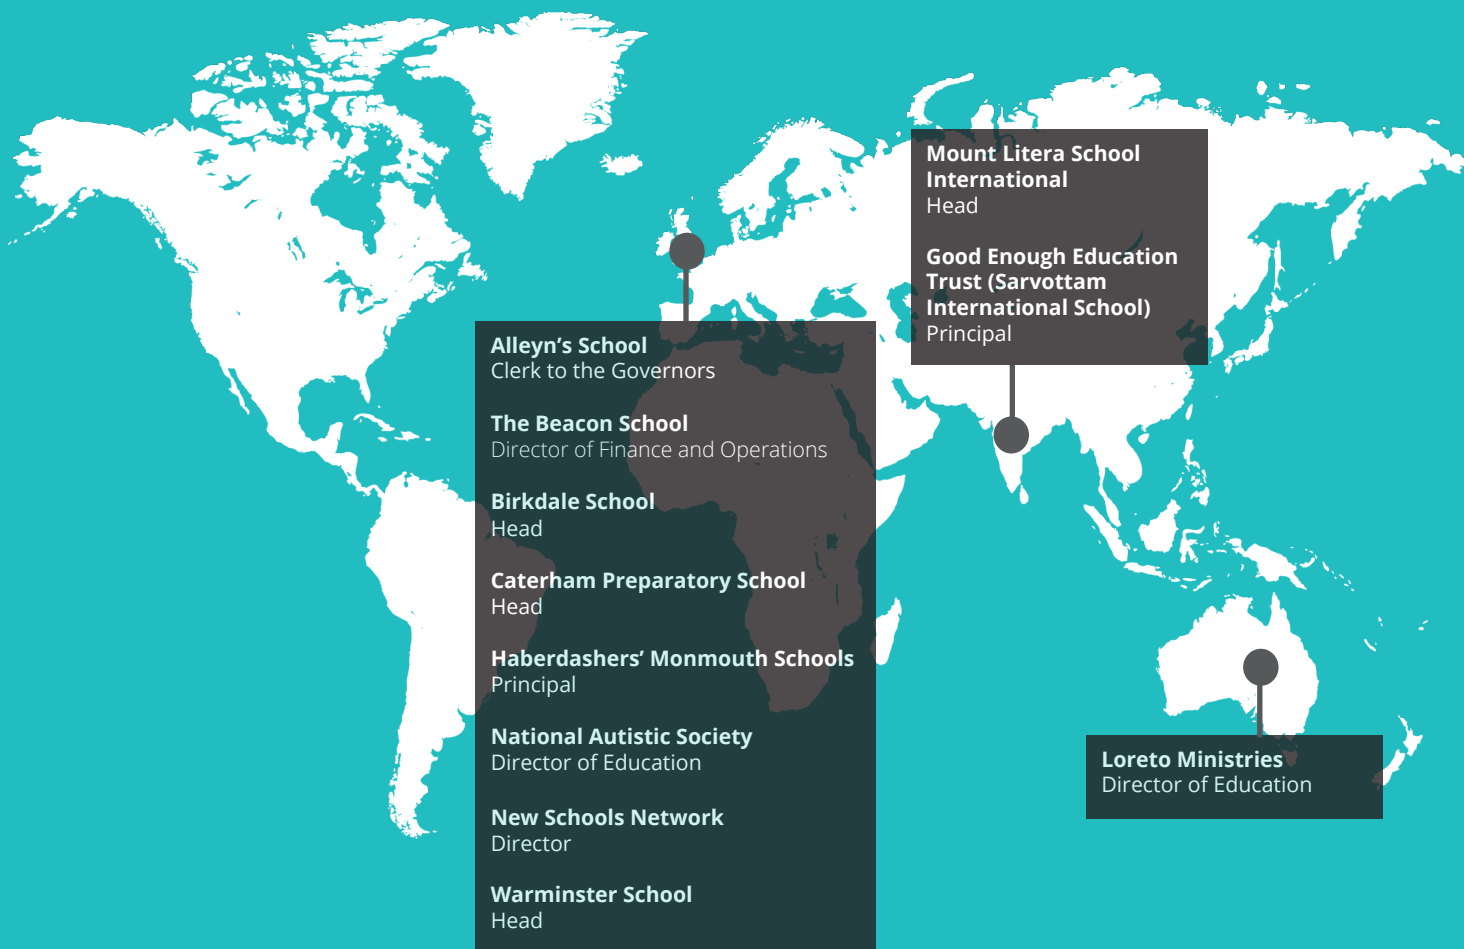 Mount Litera School
International
Head
Good Enough Education
Trust (Sarvottam
International School)
Principal
Alleyn’s School
Clerk to the Governors
The Beacon School
Director of Finance and Operations
Birkdale School
Head
Caterham Preparatory School
Head
Haberdashers’ Monmouth Schools
Principal
National Autistic Society
Director of Education
New Schools Network
Director
Warminster School
Head
Loreto Ministries
Director of Education